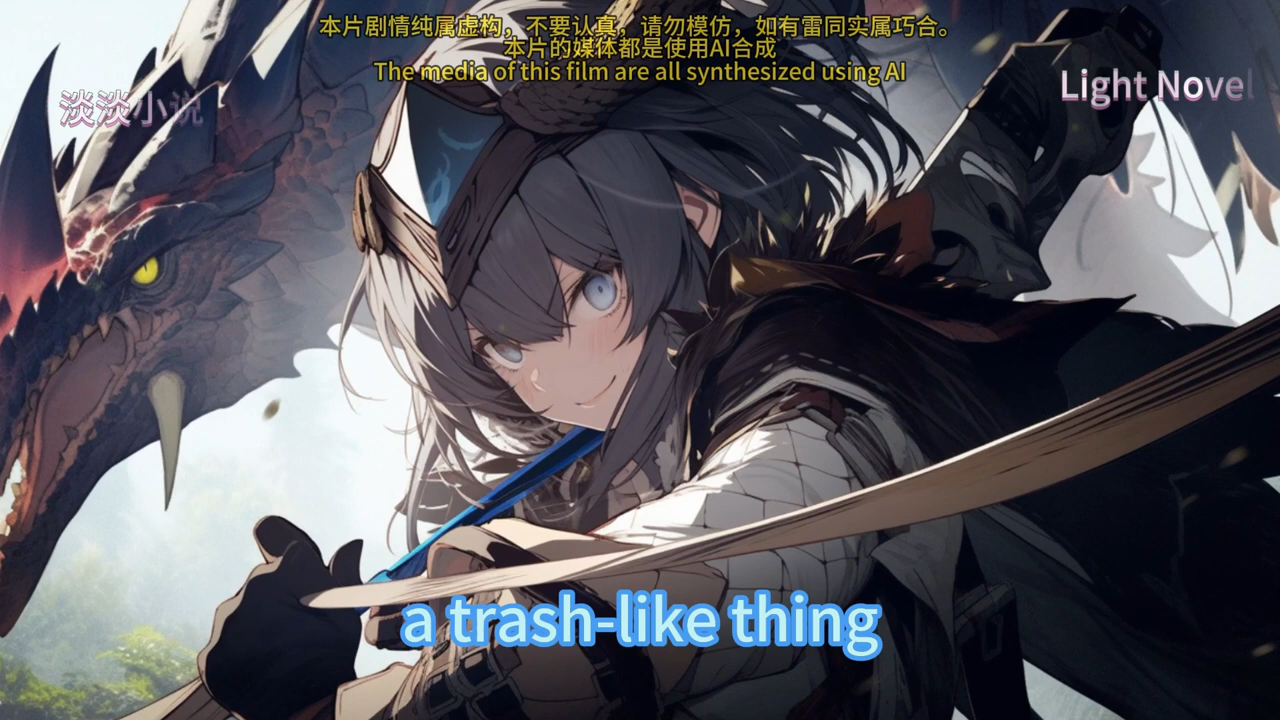 本片剧情纯属虚构，不要认真，请勿模仿，如有雷同实属巧合。
本片的媒体都是使用AI合成
The media of this film are all synthesized using AI
淡淡小说
Light Novel
a trash-like thing